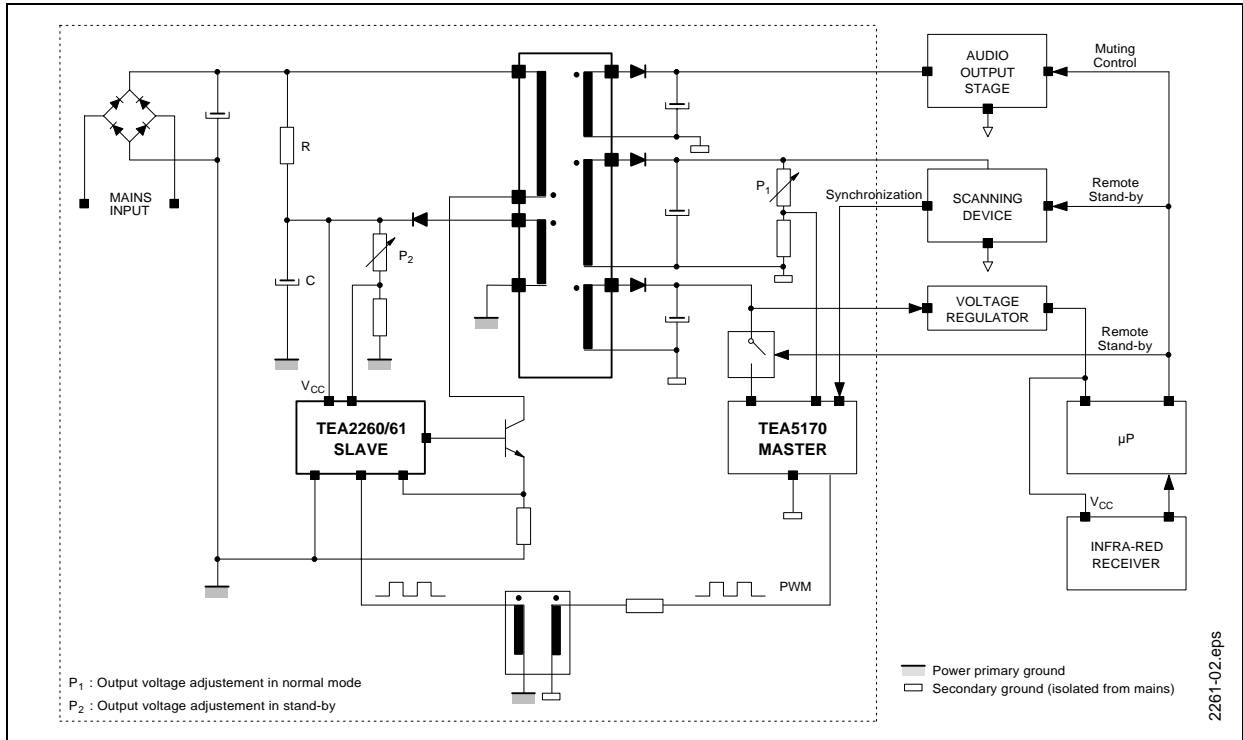 AUDIO
OUTPUT
STAGE
Muting
Control
R
MAINS
INPUT
P1
Synchronization
SCANNING
DEVICE
Remote
Stand-by
P2
C
VOLTAGE
REGULATOR
Remote
Stand-by
VCC
TEA2260/61
SLAVE
TEA5170
MASTER
µP
VCC
INFRA-RED
RECEIVER
PWM
P1 : Output voltage adjustement in normal mode
P2 : Output voltage adjustement in stand-by
Power primary ground
Secondary ground (isolated from mains)
2261-02.eps